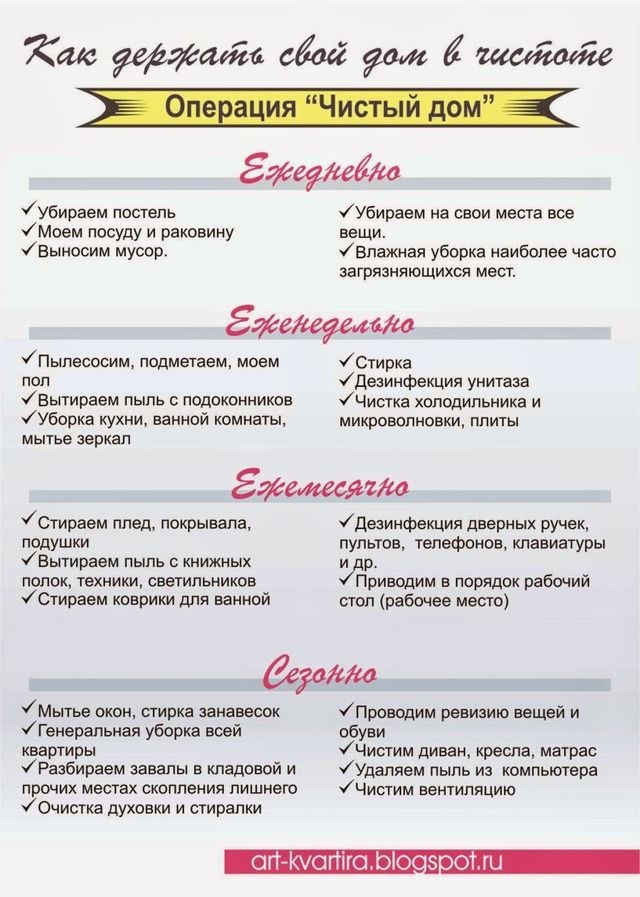 Как держать свой дом в чистоте
Операция “Чистый дом”
Ежедневно
✓Убираем постель
✓Моем посуду и раковину
✓Выносим мусор.
✓Убираем на свои места все
вещи.
✓Влажная уборка наиболее часто
загрязняющихся мест.
Еженедельно
✓Пылесосим, подметаем, моем
пол
✓Вытираем пыль с подоконников
✓Уборка кухни, ванной комнаты,
мытье зеркал
✓Стирка
✓Дезинфекция унитаза
✓Чистка холодильника и
микроволновки, плиты
Ежемесячно
✓Стираем плед, покрывала,
подушки
✓Вытираем пыль с книжных
полок, техники, светильников
✓Стираем коврики для ванной
✓Дезинфекция дверных ручек,
пультов, телефонов, клавиатуры
и др.
✓Приводим в порядок рабочий
стол (рабочее место)
Сезонно
✓Мытье окон, стирка занавесок
✓Генеральная уборка всей
квартиры
✓Разбираем завалы в кладовой и
прочих местах скопления лишнего
✓Очистка духовки и стиралки
✓Проводим ревизию вещей и
обуви
✓Чистим диван, кресла, матрас
✓Удаляем пыль из компьютера
✓Чистим вентиляцию
art-kvartira.blogspot.ru